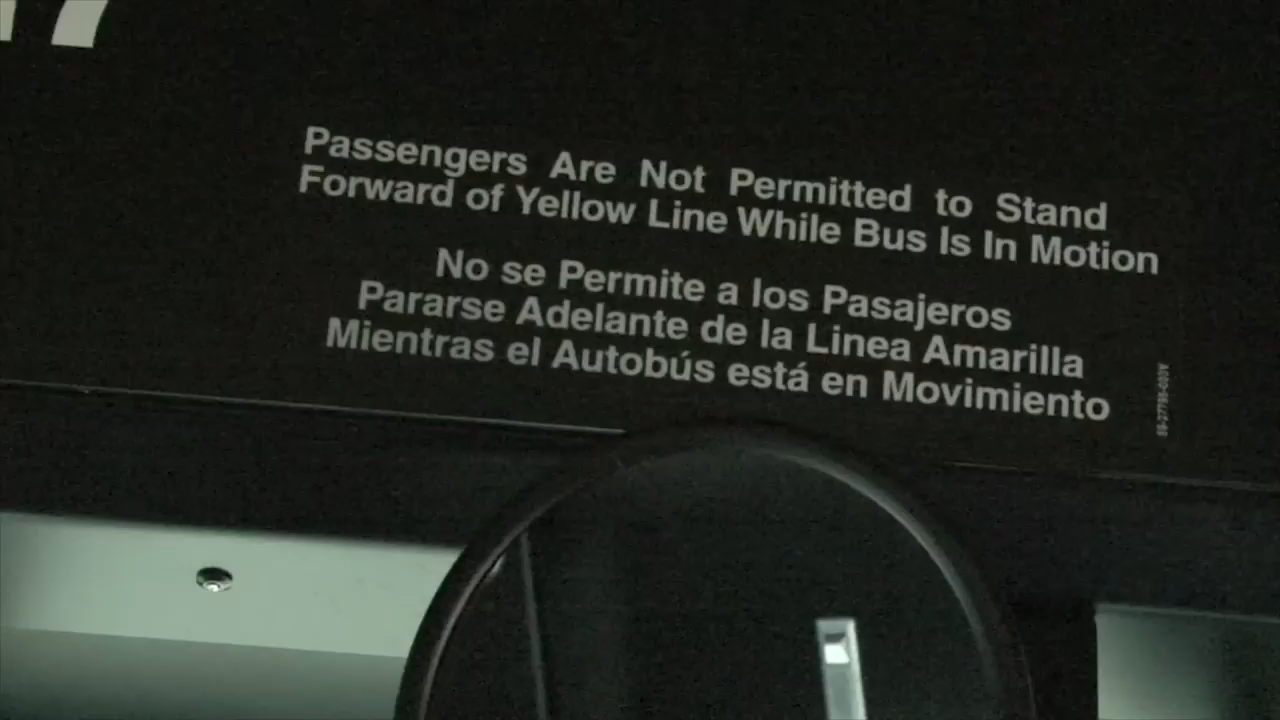 Passengers Are Not Permitted to Stand
Forward of Yellow Line While Bus Is In Motion
No se Permite a los Pasajeros
Pararse Adelante de la Linea Amarilla
Mientras el Autobús está en Movimiento